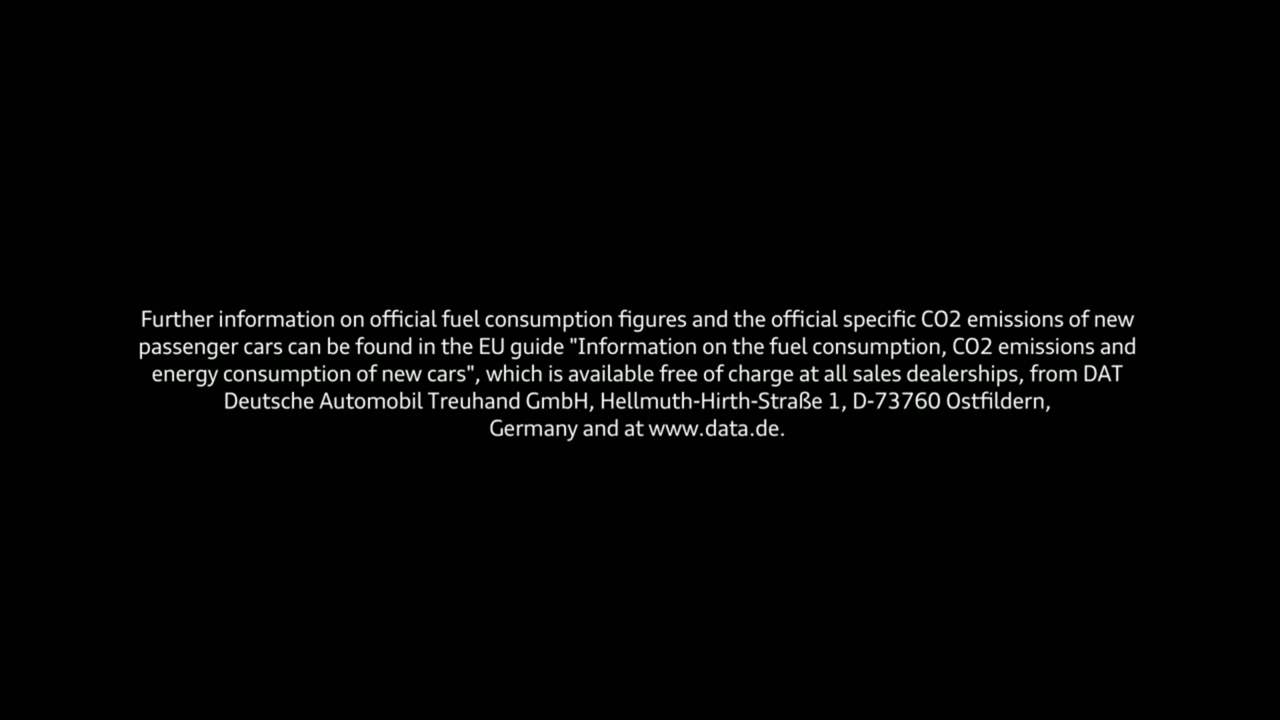 Further information on official fuel consumption figures and the official specific CO2 emissions of new
passenger cars can be found in the EU guide "Information on the fuel consumption, CO2 emissions and
energy consumption of new cars", which is available free of charge at all sales dealerships, from DAT
Deutsche Automobil Treuhand GmbH, Hellmuth-Hirth-Straße 1, D-73760 Ostfildern,
Germany and at www.data.de.